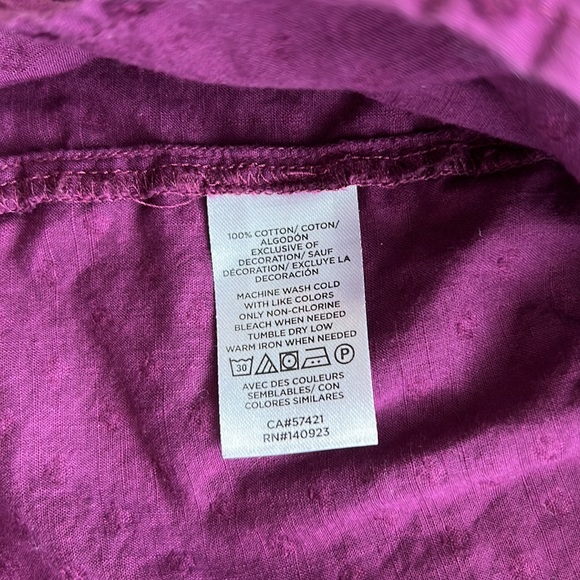 100% COTTON/ COTON/
ALGODÓN
EXCLUSIVE OF
DECORATION/ SAUF
DÉCORATION/ EXCLUYE LA
DECORACIÓN
MACHINE WASH COLD
WITH LIKE COLORS
ONLY NON-CHLORINE
BLEACH WHEN NEEDED
TUMBLE DRY LOW
WARM IRON WHEN NEEDED
30 P
AVEC DES COULEURS
SEMBLABLES/ CON
COLORES SIMILARES
CA#57421
RN#140923